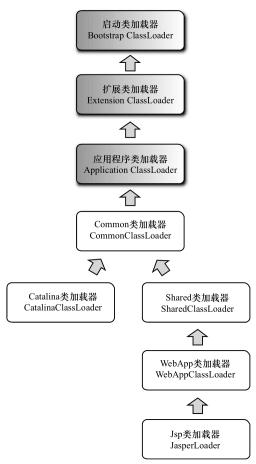 启动类加载器
Bootstrap ClassLoader
扩展类加载器
Extension ClassLoader
应用程序类加载器
Application ClassLoader
Common类加载器
CommonClassLoader
Catalina类加载器
CatalinaClassLoader
Shared类加载器
SharedClassLoader
WebApp类加载器
WebAppClassLoader
Jsp类加载器
JasperLoader